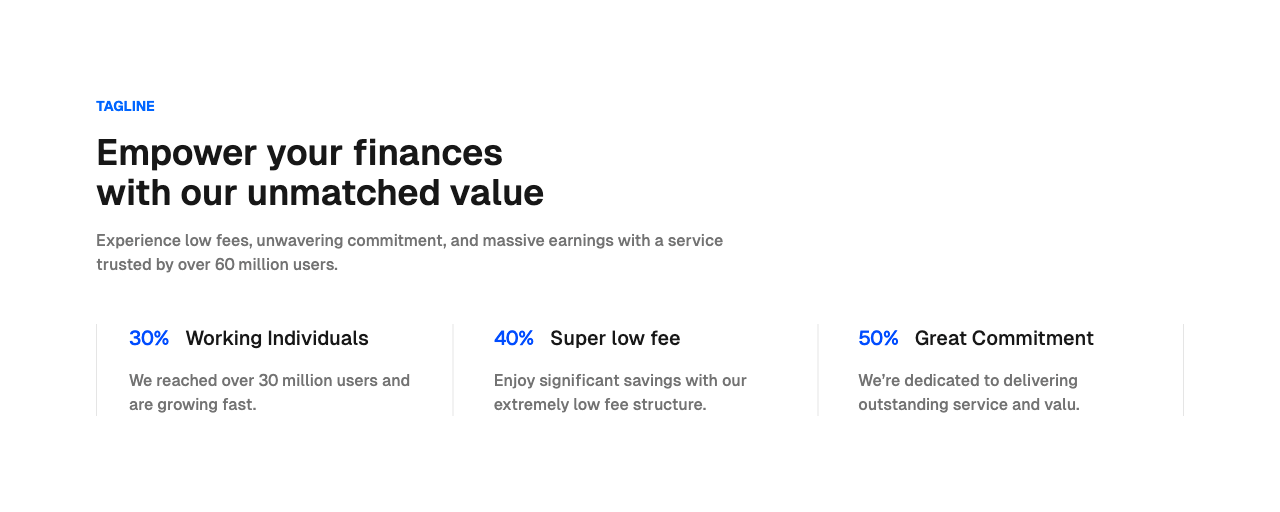 TAGLINE
Empower your finances
with our unmatched value
Experience low fees, unwavering commitment, and massive earnings with a service
trusted by over 60 million users.
30% Working Individuals
We reached over 30 million users and
are growing fast.
40% Super low fee
Enjoy significant savings with our
extremely low fee structure.
50% Great Commitment
We’re dedicated to delivering
outstanding service and valu.